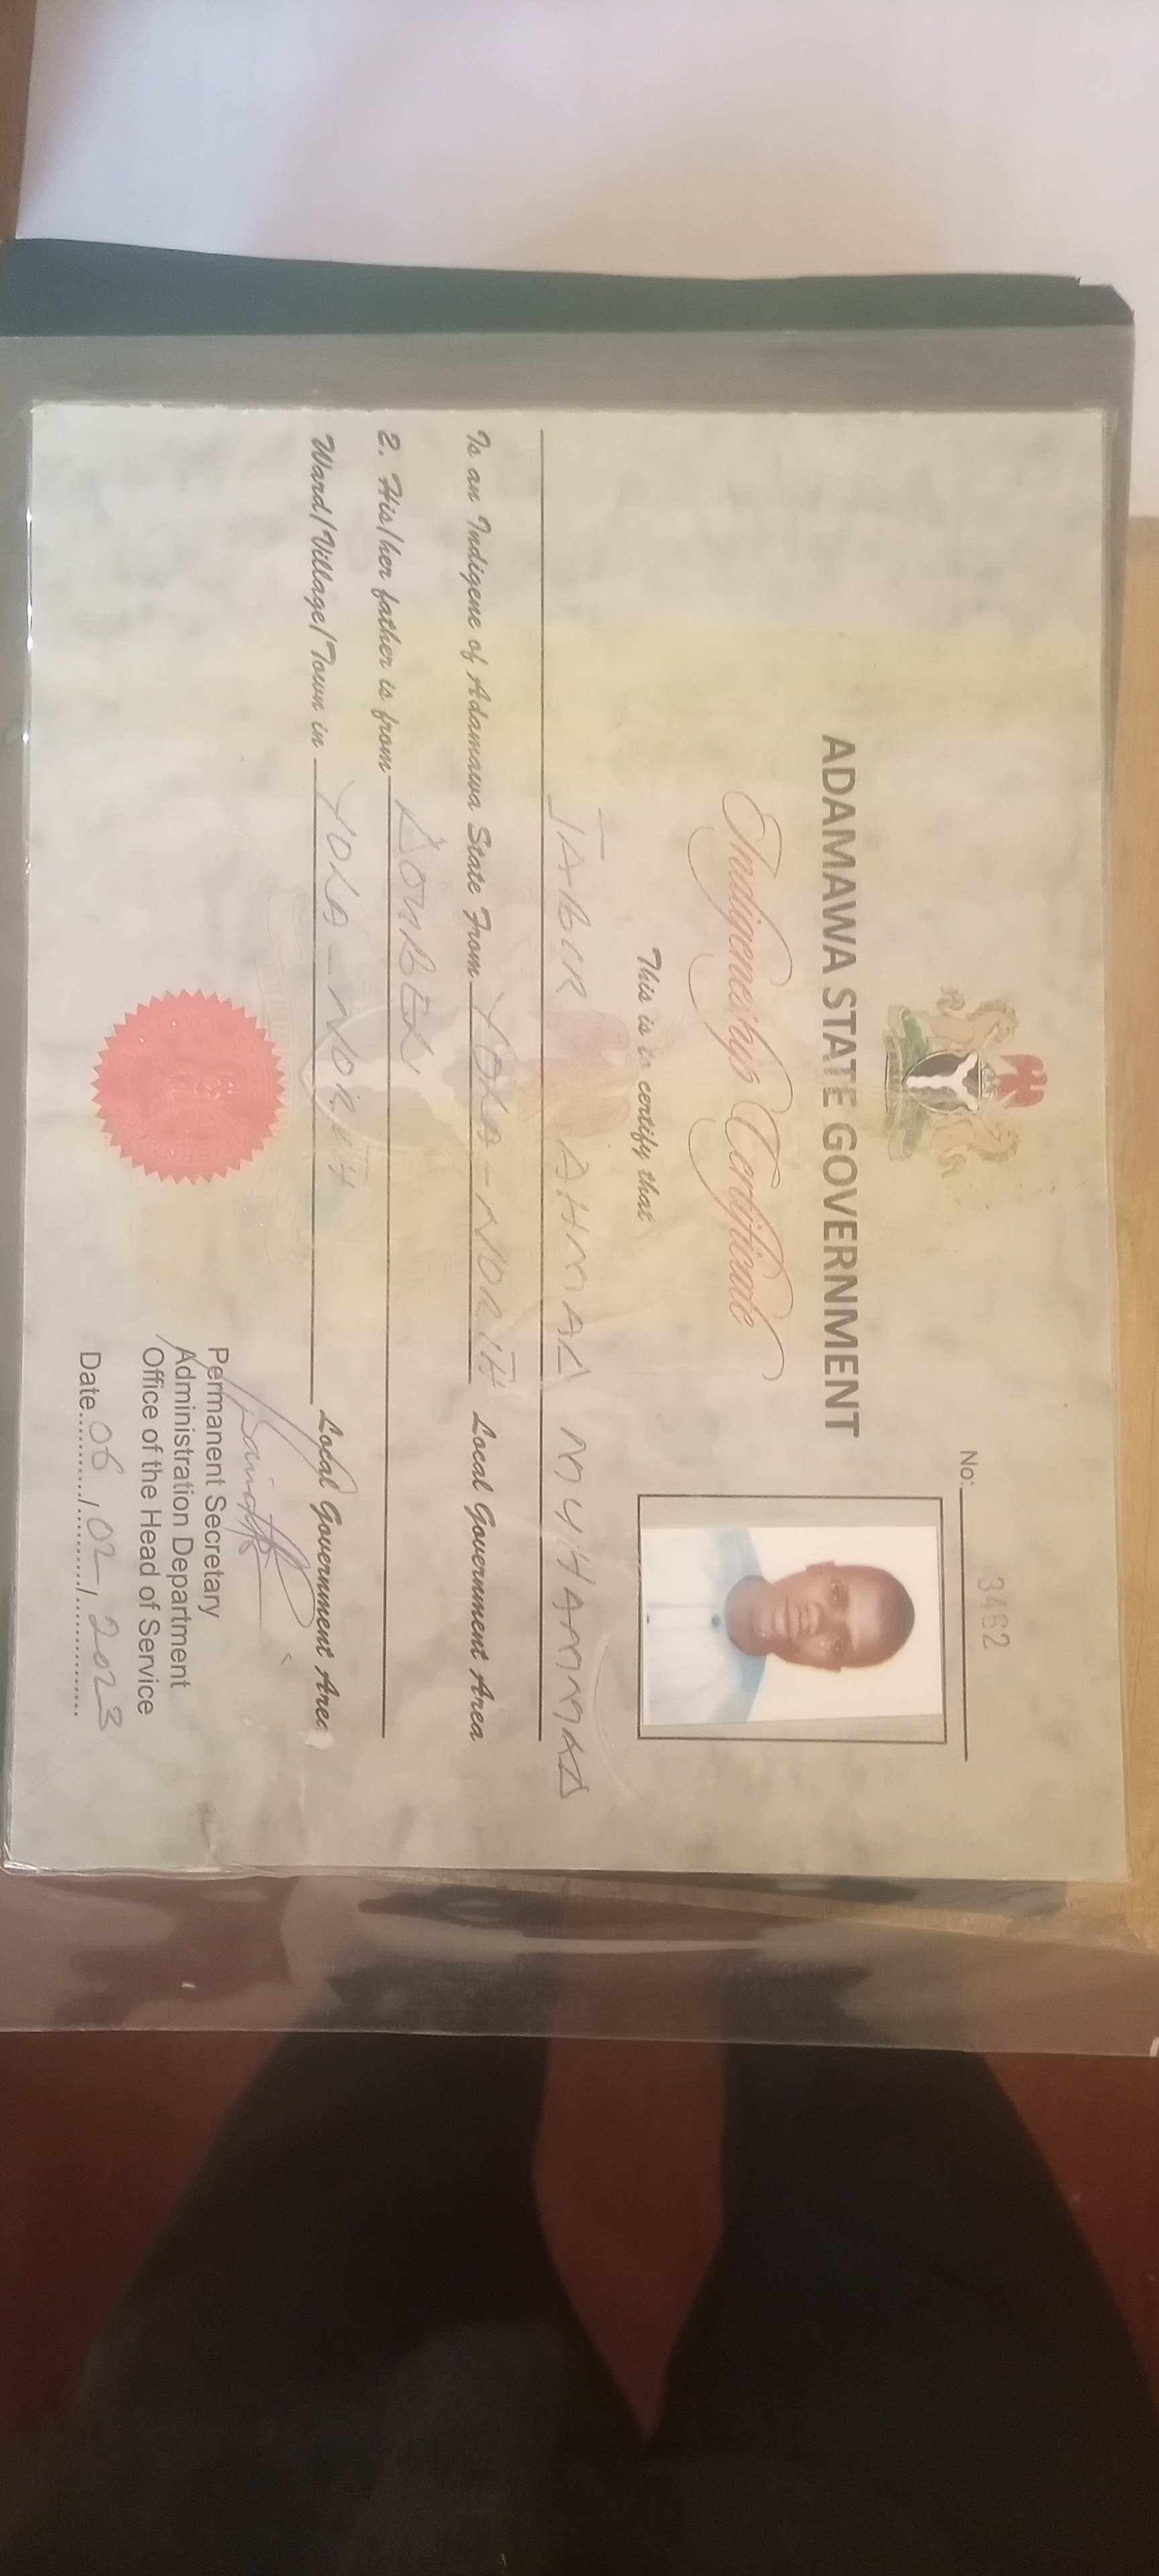 No: 3462
ADAMAWA STATE GOVERNMENT
Indigeneship Certificate
This is to certify that
JABIR AHMAD MUHAMMAD
Is an Indigene of Adamawa State From YOLA-NORTH Local Government Area
2. His/her father is from DOUBELI
Ward/Village/Town in YOLA-NORTH Local Government Area
Permanent Secretary
Administration Department
Office of the Head of Service
Date 06/02/2023